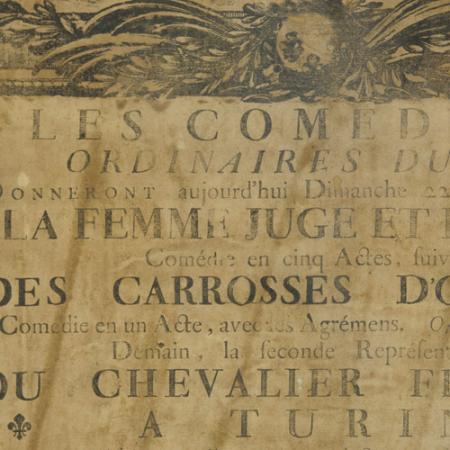 LES COMED
ORDINAIRES DU
DONNERONT aujourd'hui Dimanche 22
LA FEMME JUGE ET
Comédie en cinq Actes, suiv
DES CARROSSES D'O
Comedie en un Acte, avec ses Agrémens. O
Demain, la seconde Représent
DU CHEVALIER F
A TURIN